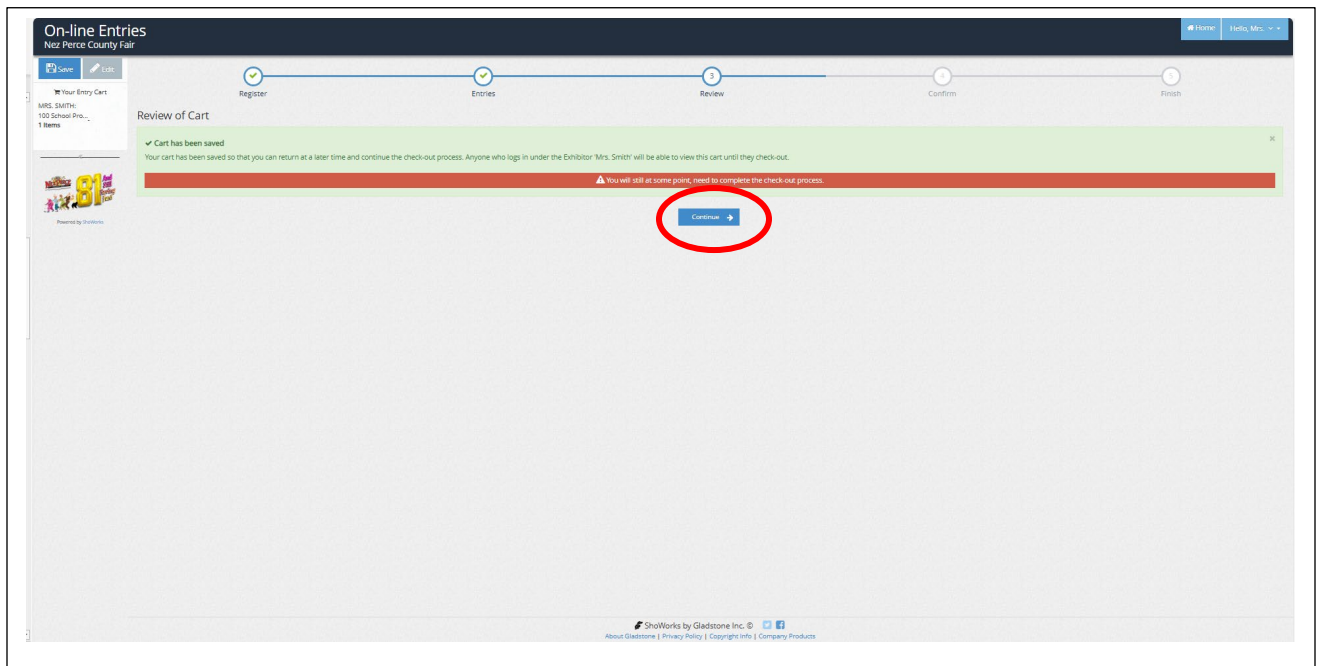 On-line Entries
Nez Perce County Fair
Home
Hello, Mrs.
Save
Edit
Your Entry Cart
MRS. SMITH:
100 School Pro...
1 Items
Powered by ShoWorks
Register
Entries
3
Review
4
Confirm
5
Finish
Review of Cart
Cart has been saved
Your cart has been saved so that you can return at a later time and continue the check-out process. Anyone who logs in under the Exhibitor 'Mrs. Smith' will be able to view this cart until they check-out.
You will still at some point, need to complete the check-out process.
Continue
ShoWorks by Gladstone Inc. ©
About Gladstone | Privacy Policy | Copyright Info | Company Products